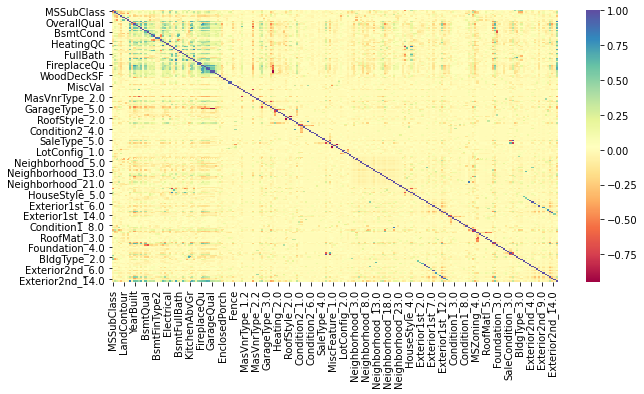 MSSubClass
OverallQual
BsmtCond
HeatingQC
FullBath
FireplaceQu
WoodDeckSF
MiscVal
MasVnrType_2.0
GarageType_5.0
RoofStyle_2.0
Condition2_4.0
SaleType_5.0
LotConfig_1.0
Neighborhood_5.0
Neighborhood_13.0
Neighborhood_21.0
HouseStyle_5.0
Exterior1st_6.0
Exterior1st_14.0
Condition1_8.0
RoofMatl_3.0
Foundation_4.0
BldgType_2.0
Exterior2nd_6.0
Exterior2nd_14.0
MSSubClass
LandContour
YearBuilt
BsmtQual
BsmtFinType2
Electrical
BsmtFullBath
KitchenAbvGr
FireplaceQu
GarageQual
EnclosedPorch
Fence
MasVnrType_1.2
MasVnrType_2.2
GarageType_3.0
Heating_2.0
RoofStyle_2.0
Condition2_1.0
Condition2_6.0
SaleType_4.0
MiscFeature_1.0
LotConfig_2.0
Neighborhood_3.0
Neighborhood_8.0
Neighborhood_13.0
Neighborhood_18.0
Neighborhood_23.0
HouseStyle_4.0
Exterior1st_2.0
Exterior1st_7.0
Exterior1st_12.0
Condition1_3.0
Condition1_8.0
MSZoning_4.0
RoofMatl_5.0
Foundation_3.0
SaleCondition_3.0
BldgType_3.0
Exterior2nd_4.0
Exterior2nd_9.0
Exterior2nd_14.0
1.00
0.75
0.50
0.25
0.00
−0.25
−0.50
−0.75